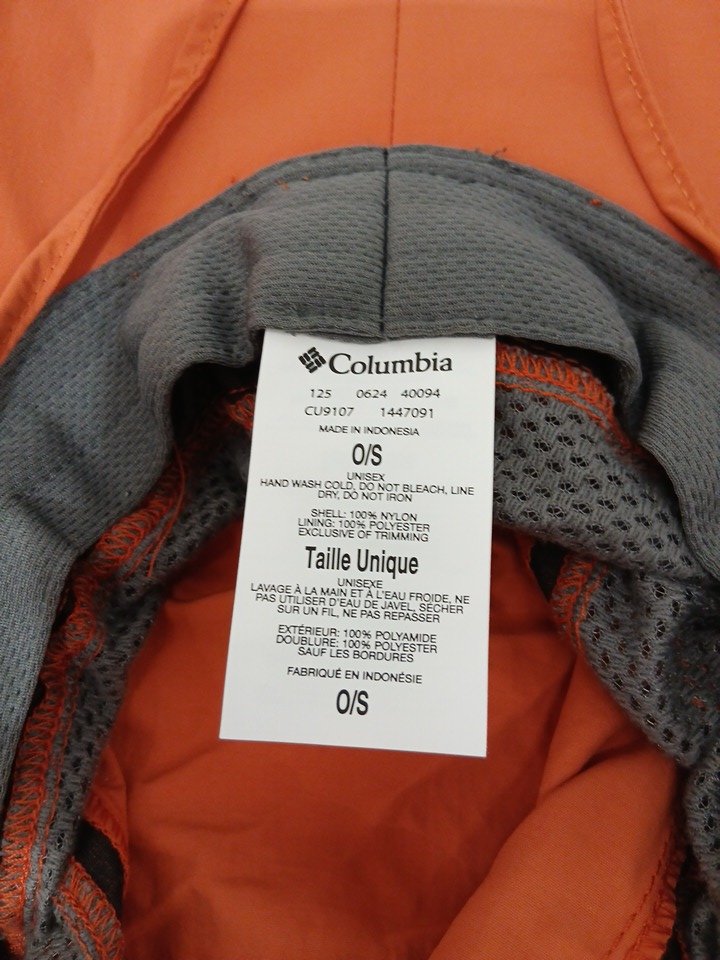 Columbia
125 0624 40094
CU9107 1447091
MADE IN INDONESIA
O/S
UNISEX
HAND WASH COLD, DO NOT BLEACH, LINE
DRY, DO NOT IRON
SHELL: 100% NYLON
LINING: 100% POLYESTER
EXCLUSIVE OF TRIMMING
Taille Unique
UNISEXE
LAVAGE À LA MAIN ET À L'EAU FROIDE, NE
PAS UTILISER D'EAU DE JAVEL, SÉCHER
SUR UN FIL, NE PAS REPASSER
EXTÉRIEUR: 100% POLYAMIDE
DOUBLURE: 100% POLYESTER
SAUF LES BORDURES
FABRIQUÉ EN INDONÉSIE
O/S